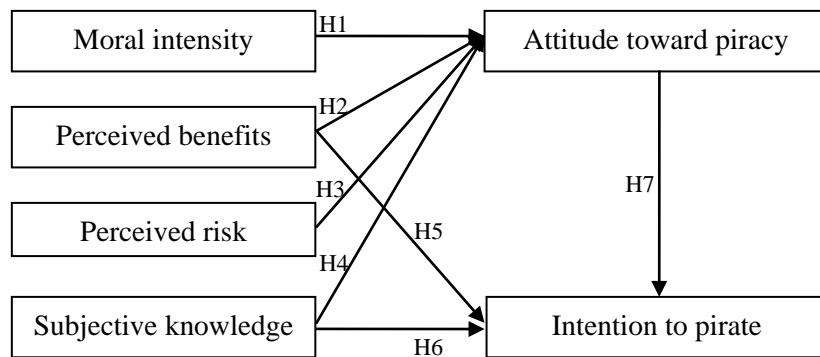 Moral intensity
H1
Attitude toward piracy
H2
Perceived benefits
H7
H3
Perceived risk
H5
H4
Subjective knowledge
H6
Intention to pirate